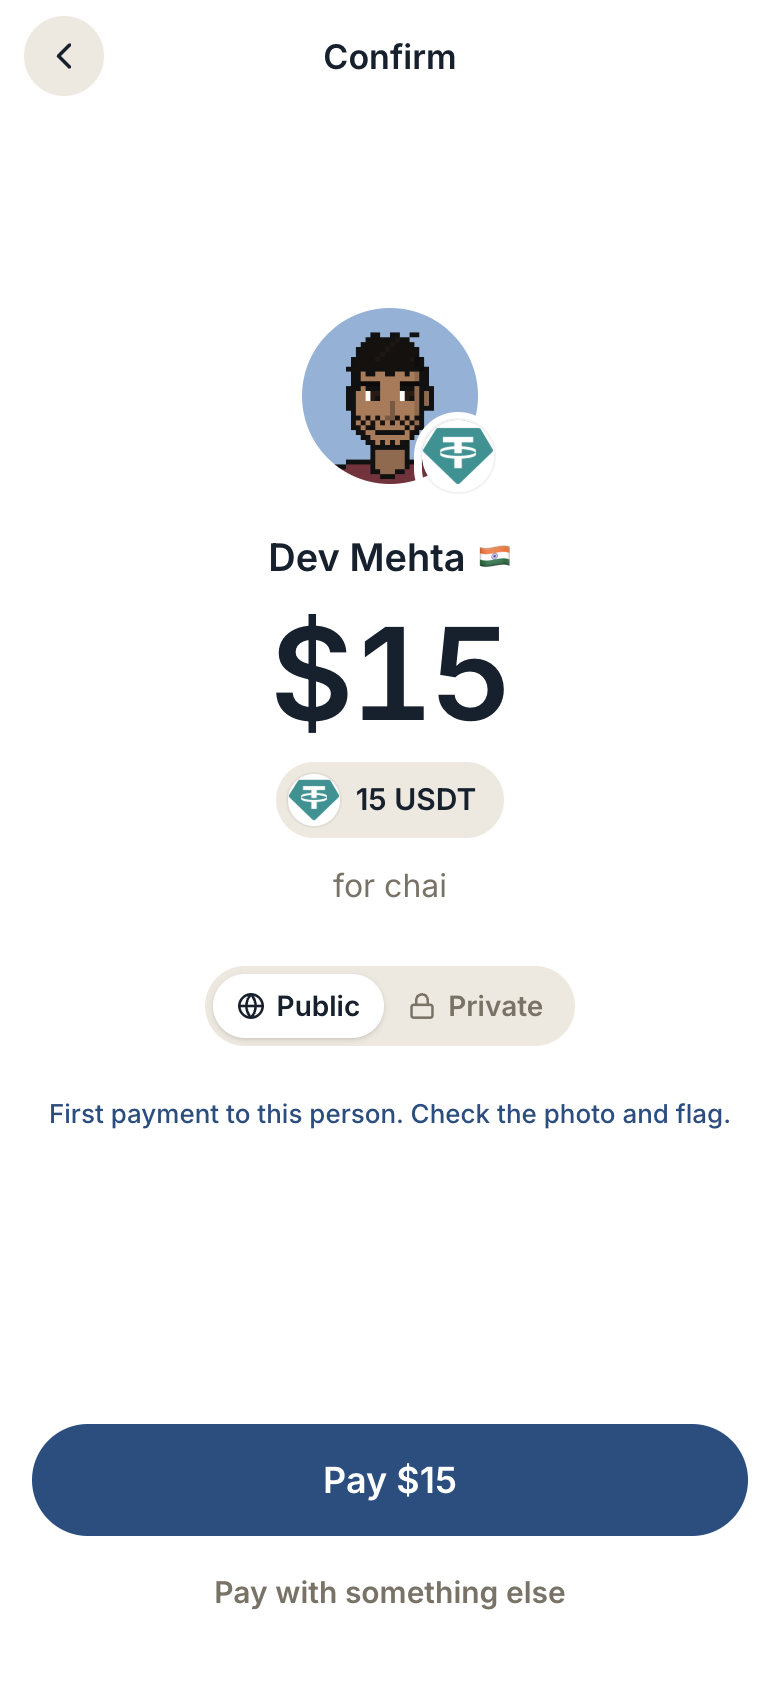 Confirm
Dev Mehta 🇮🇳
$15
15 USDT
for chai
Public
Private
First payment to this person. Check the photo and flag.
Pay $15
Pay with something else